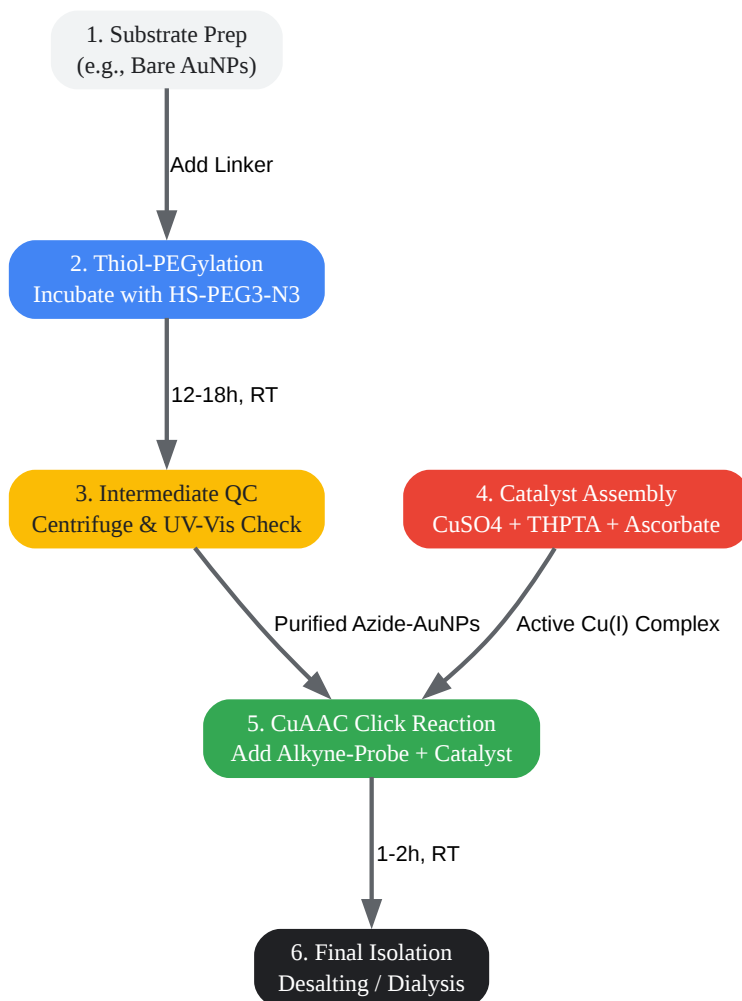 1. Substrate Prep
(e.g., Bare AuNPs)
Add Linker
2. Thiol-PEGylation
Incubate with HS-PEG3-N3
12-18h, RT
3. Intermediate QC
Centrifuge & UV-Vis Check
4. Catalyst Assembly
CuSO4 + THPTA + Ascorbate
Purified Azide-AuNPs
Active Cu(I) Complex
5. CuAAC Click Reaction
Add Alkyne-Probe + Catalyst
1-2h, RT
6. Final Isolation
Desalting / Dialysis